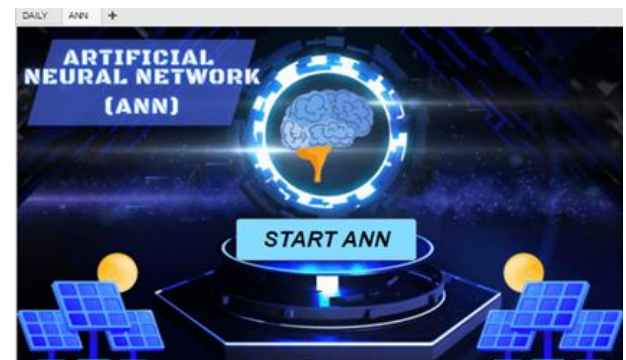 DAILY ANN +
ARTIFICIAL
NEURAL NETWORK
(ANN)
START ANN